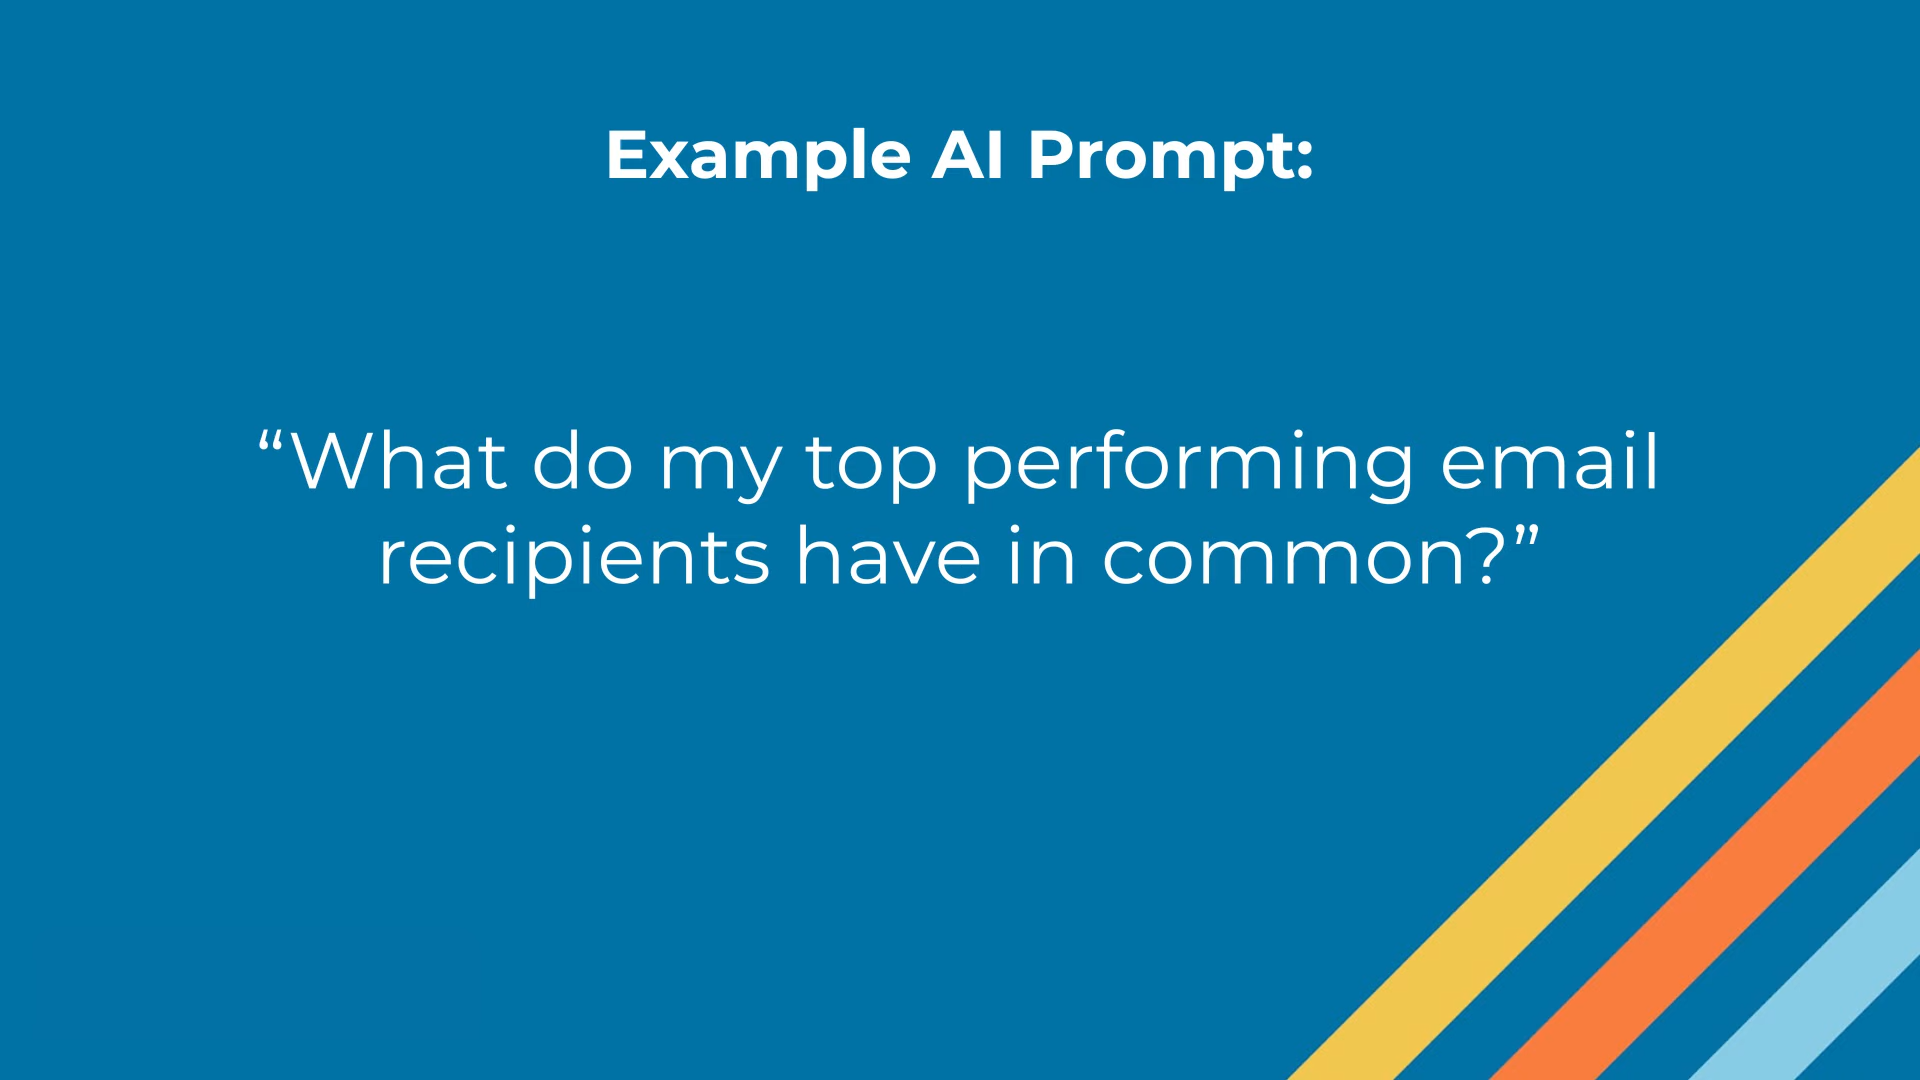 Example AI Prompt:
“What do my top performing email
recipients have in common?”